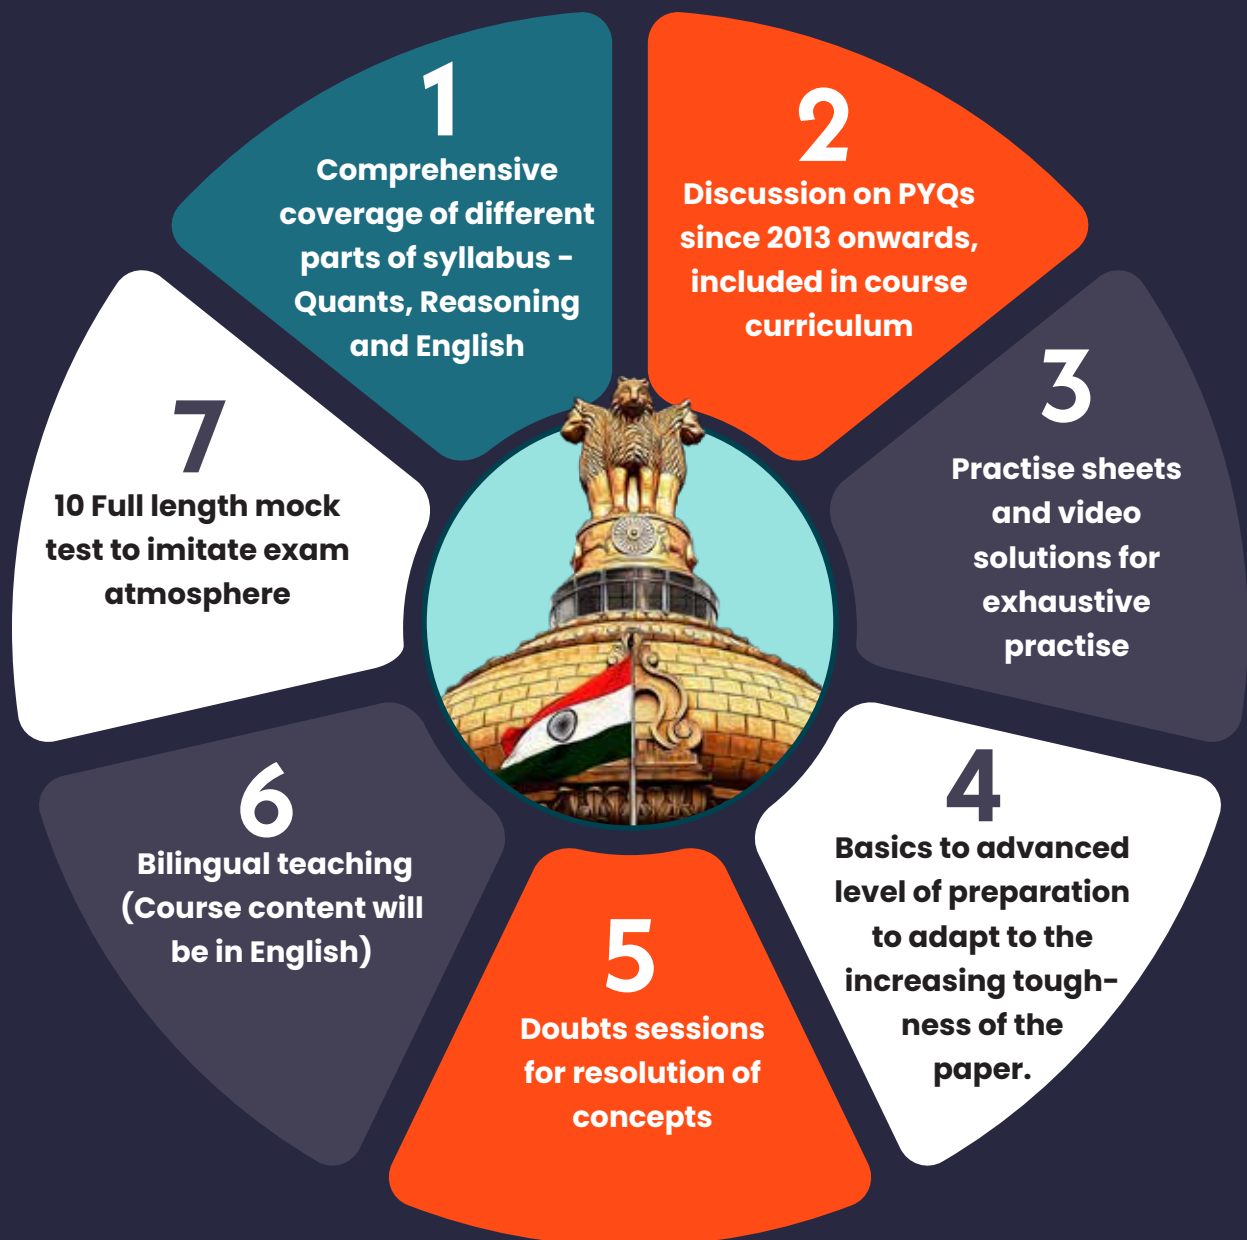 1
Comprehensive
coverage of different
parts of syllabus -
Quants, Reasoning
and English
2
Discussion on PYQs
since 2013 onwards,
included in course
curriculum
3
Practise sheets
and video
solutions for
exhaustive
practise
4
Basics to advanced
level of preparation
to adapt to the
increasing tough-
ness of the
paper.
5
Doubts sessions
for resolution of
concepts
6
Bilingual teaching
(Course content will
be in English)
7
10 Full length mock
test to imitate exam
atmosphere